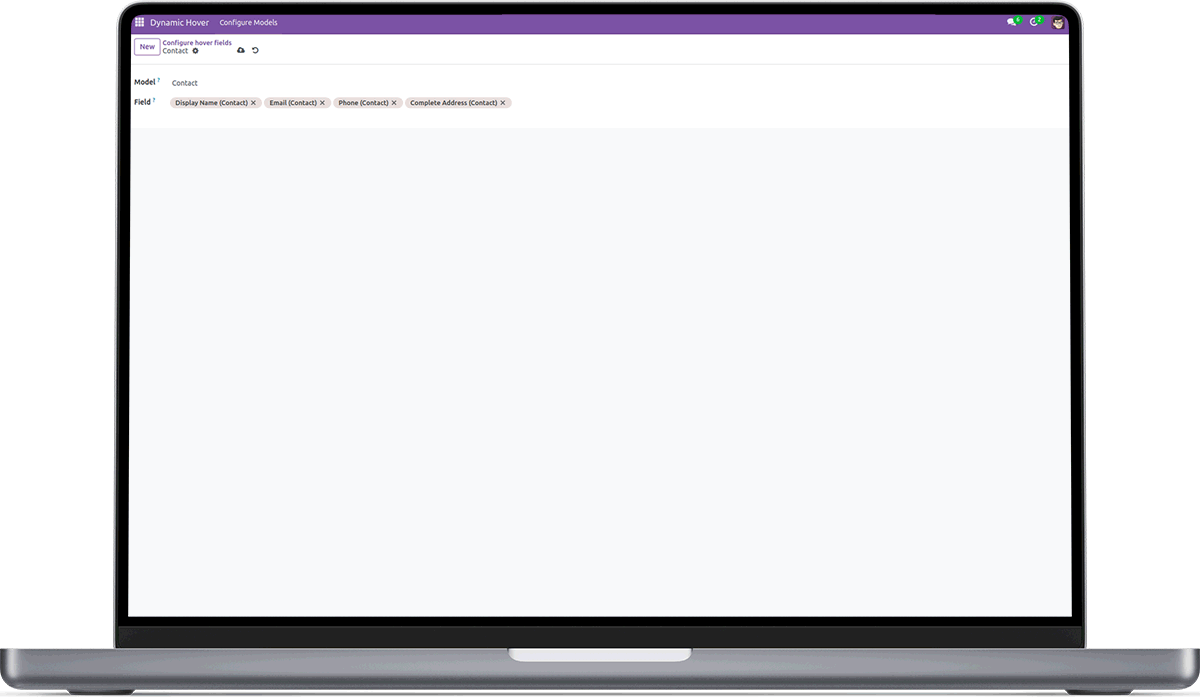 Dynamic Hover Configure Models 6 2
New Configure hover fields
Contact
Model ? Contact
Field ? Display Name (Contact) × Email (Contact) × Phone (Contact) × Complete Address (Contact) ×